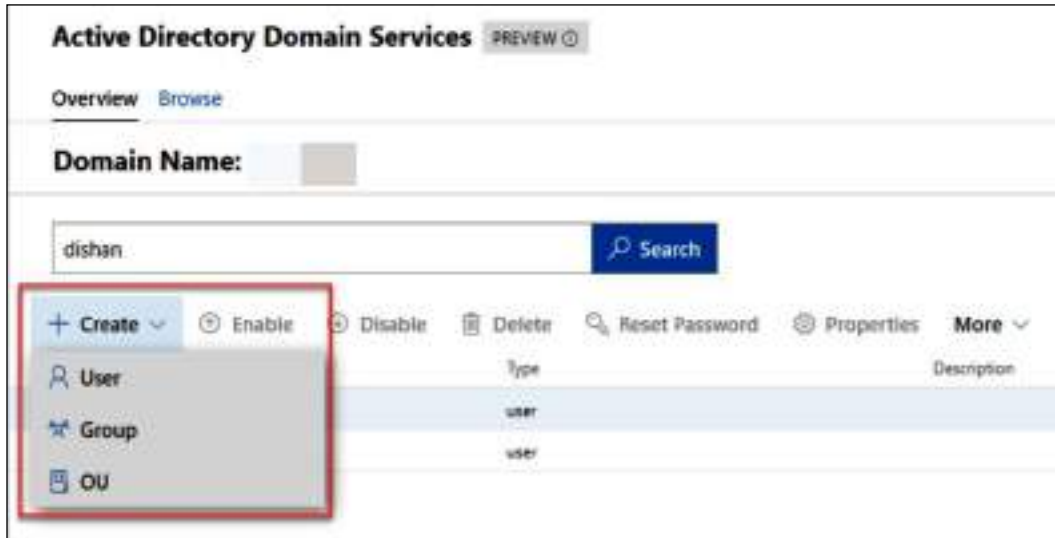 Active Directory Domain Services PREVIEW
Overview Browse
Domain Name:
dishan Search
+ Create Enable Disable Delete Reset Password Properties More
Type Description
User
user
Group
user
OU